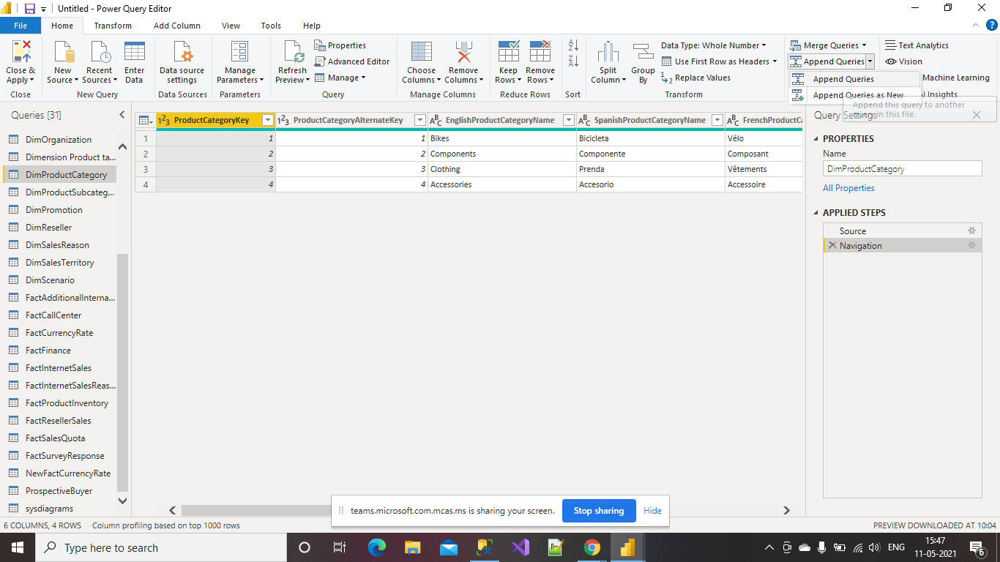 Untitled - Power Query Editor
File Home Transform Add Column View Tools Help
Close & Apply
Close
New Source
Recent Sources
Enter Data
New Query
Data source settings
Data Sources
Manage Parameters
Parameters
Refresh Preview
Properties
Advanced Editor
Manage
Query
Choose Columns
Remove Columns
Manage Columns
Keep Rows
Remove Rows
Reduce Rows
Sort
Split Column
Group By
Data Type: Whole Number
Use First Row as Headers
Replace Values
Transform
Merge Queries
Append Queries
Append Queries
Append Queries as New
Text Analytics
Vision
Machine Learning
AI Insights
Append this query to another
query in this file.
Queries [31]
DimOrganization
Dimension Product ta...
DimProductCategory
DimProductSubcateg...
DimPromotion
DimReseller
DimSalesReason
DimSalesTerritory
DimScenario
FactAdditionalInterna...
FactCallCenter
FactCurrencyRate
FactFinance
FactInternetSales
FactInternetSalesReas...
FactProductInventory
FactResellerSales
FactSalesQuota
FactSurveyResponse
NewFactCurrencyRate
ProspectiveBuyer
sysdiagrams
ProductCategoryKey ProductCategoryAlternateKey EnglishProductCategoryName SpanishProductCategoryName FrenchProductCa
1 1 1 Bikes Bicicleta Vélo
2 2 2 Components Componente Composant
3 3 3 Clothing Prenda Vêtements
4 4 4 Accessories Accesorio Accessoire
Query Settings
PROPERTIES
Name
DimProductCategory
All Properties
APPLIED STEPS
Source
Navigation
teams.microsoft.com.mcas.ms is sharing your screen. Stop sharing Hide
6 COLUMNS, 4 ROWS Column profiling based on top 1000 rows PREVIEW DOWNLOADED AT 10:04
Type here to search
ENG
15:47
11-05-2021
6